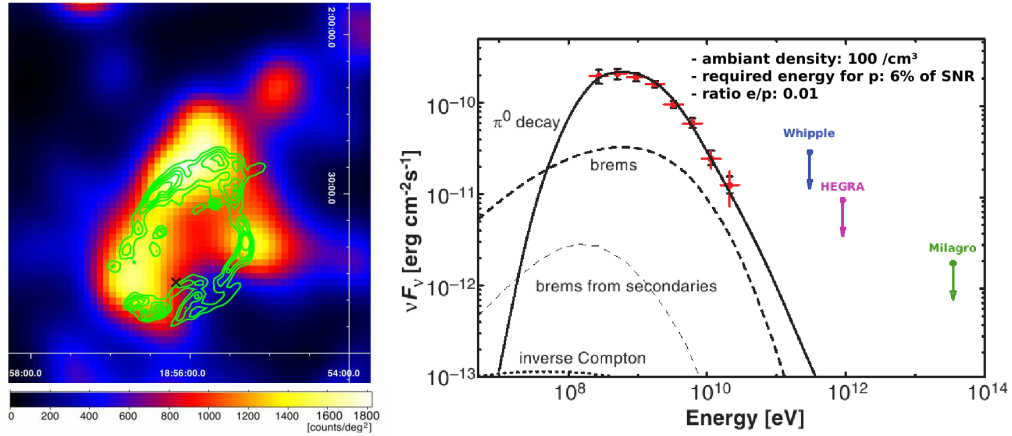 2:00:00.0
30:00.0
58:00.0
18:56:00.0
54:00.0
0 200 400 600 800 1000 1200 1400 1600 1800
[counts/deg²]
- ambiant density: 100 /cm³
- required energy for p: 6% of SNR
- ratio e/p: 0.01
π⁰ decay
brems
brems from secondaries
inverse Compton
Whipple
HEGRA
Milagro
νFν [erg cm⁻²s⁻¹]
10⁻¹⁰
10⁻¹¹
10⁻¹²
10⁻¹³
10⁸ 10¹⁰ 10¹² 10¹⁴
Energy [eV]